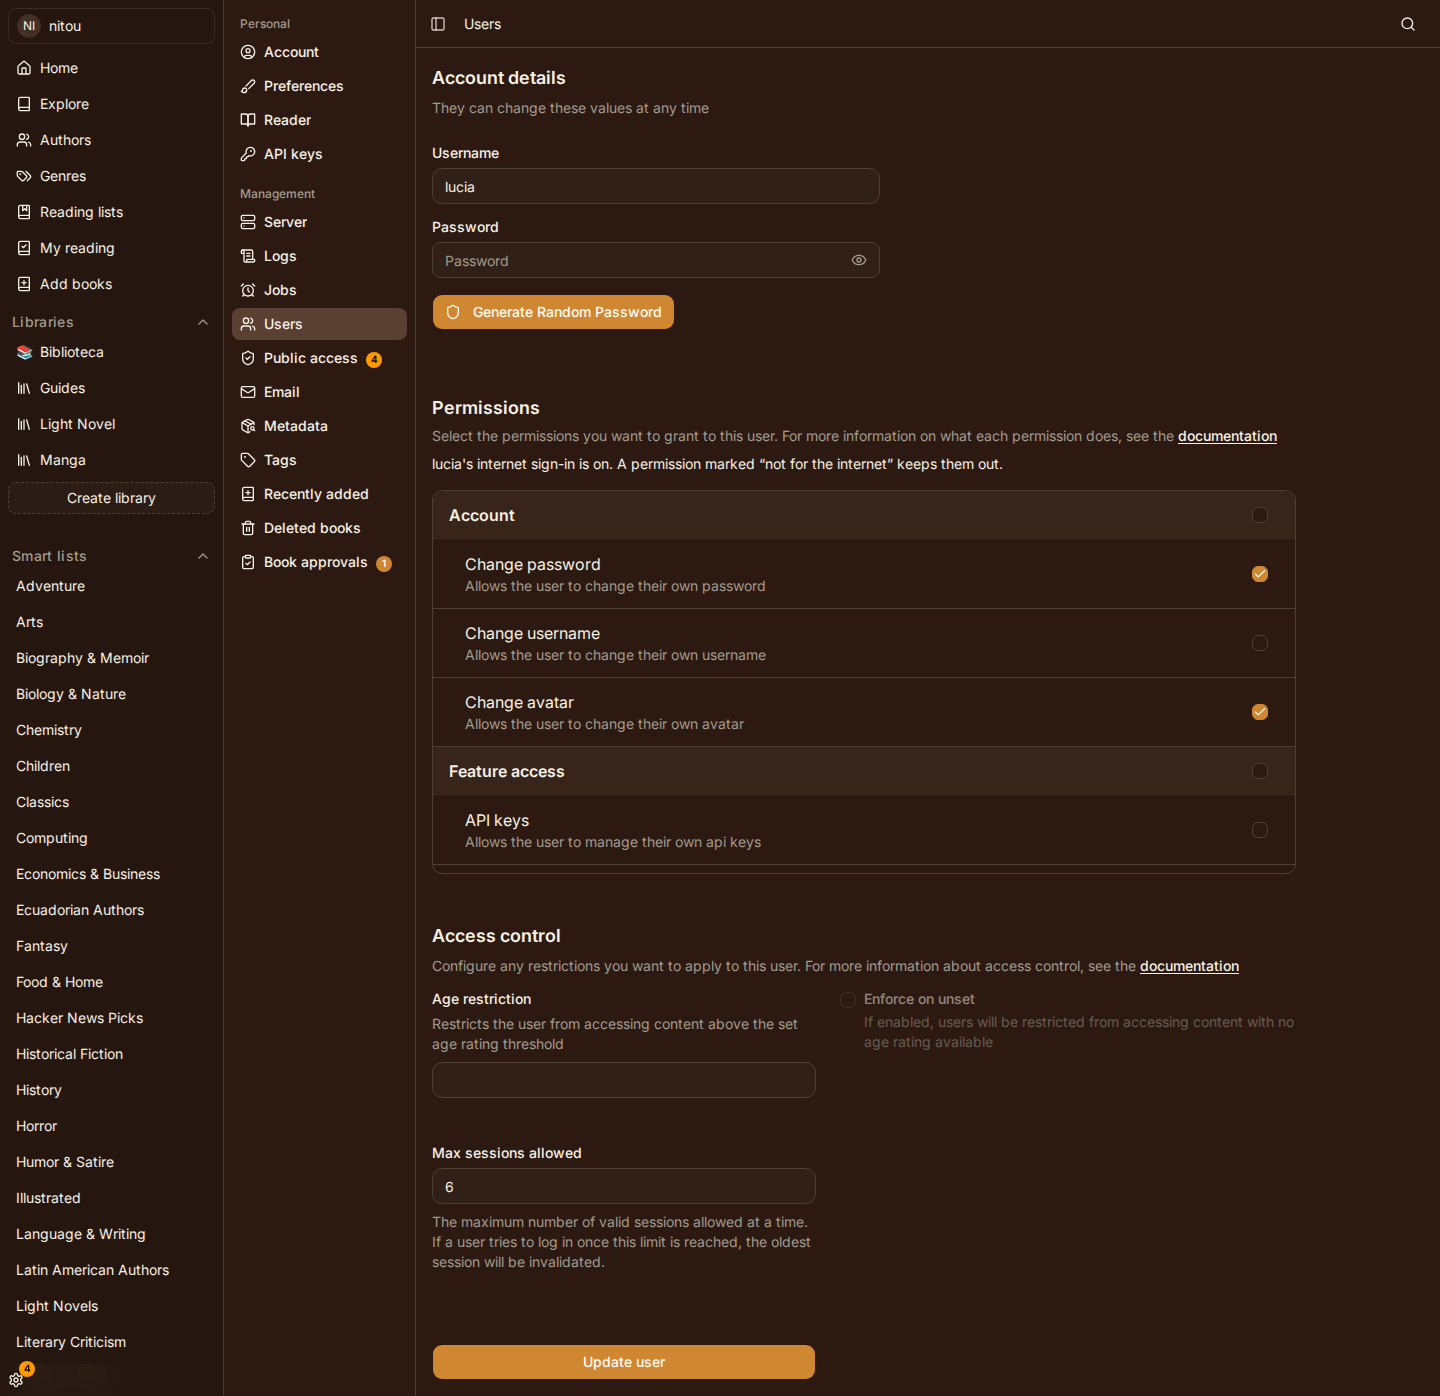 NI
nitou
Home
Explore
Authors
Genres
Reading lists
My reading
Add books
Libraries
Biblioteca
Guides
Light Novel
Manga
Create library
Smart lists
Adventure
Arts
Biography & Memoir
Biology & Nature
Chemistry
Children
Classics
Computing
Economics & Business
Ecuadorian Authors
Fantasy
Food & Home
Hacker News Picks
Historical Fiction
History
Horror
Humor & Satire
Illustrated
Language & Writing
Latin American Authors
Light Novels
Literary Criticism
4
Personal
Account
Preferences
Reader
API keys
Management
Server
Logs
Jobs
Users
Public access 4
Email
Metadata
Tags
Recently added
Deleted books
Book approvals 1
Users
Account details
They can change these values at any time
Username
lucia
Password
Password
Generate Random Password
Permissions
Select the permissions you want to grant to this user. For more information on what each permission does, see the documentation
lucia's internet sign-in is on. A permission marked “not for the internet” keeps them out.
Account
Change password
Allows the user to change their own password
Change username
Allows the user to change their own username
Change avatar
Allows the user to change their own avatar
Feature access
API keys
Allows the user to manage their own api keys
Access control
Configure any restrictions you want to apply to this user. For more information about access control, see the documentation
Age restriction
Restricts the user from accessing content above the set
age rating threshold
Enforce on unset
If enabled, users will be restricted from accessing content with no
age rating available
Max sessions allowed
6
The maximum number of valid sessions allowed at a time.
If a user tries to log in once this limit is reached, the oldest
session will be invalidated.
Update user